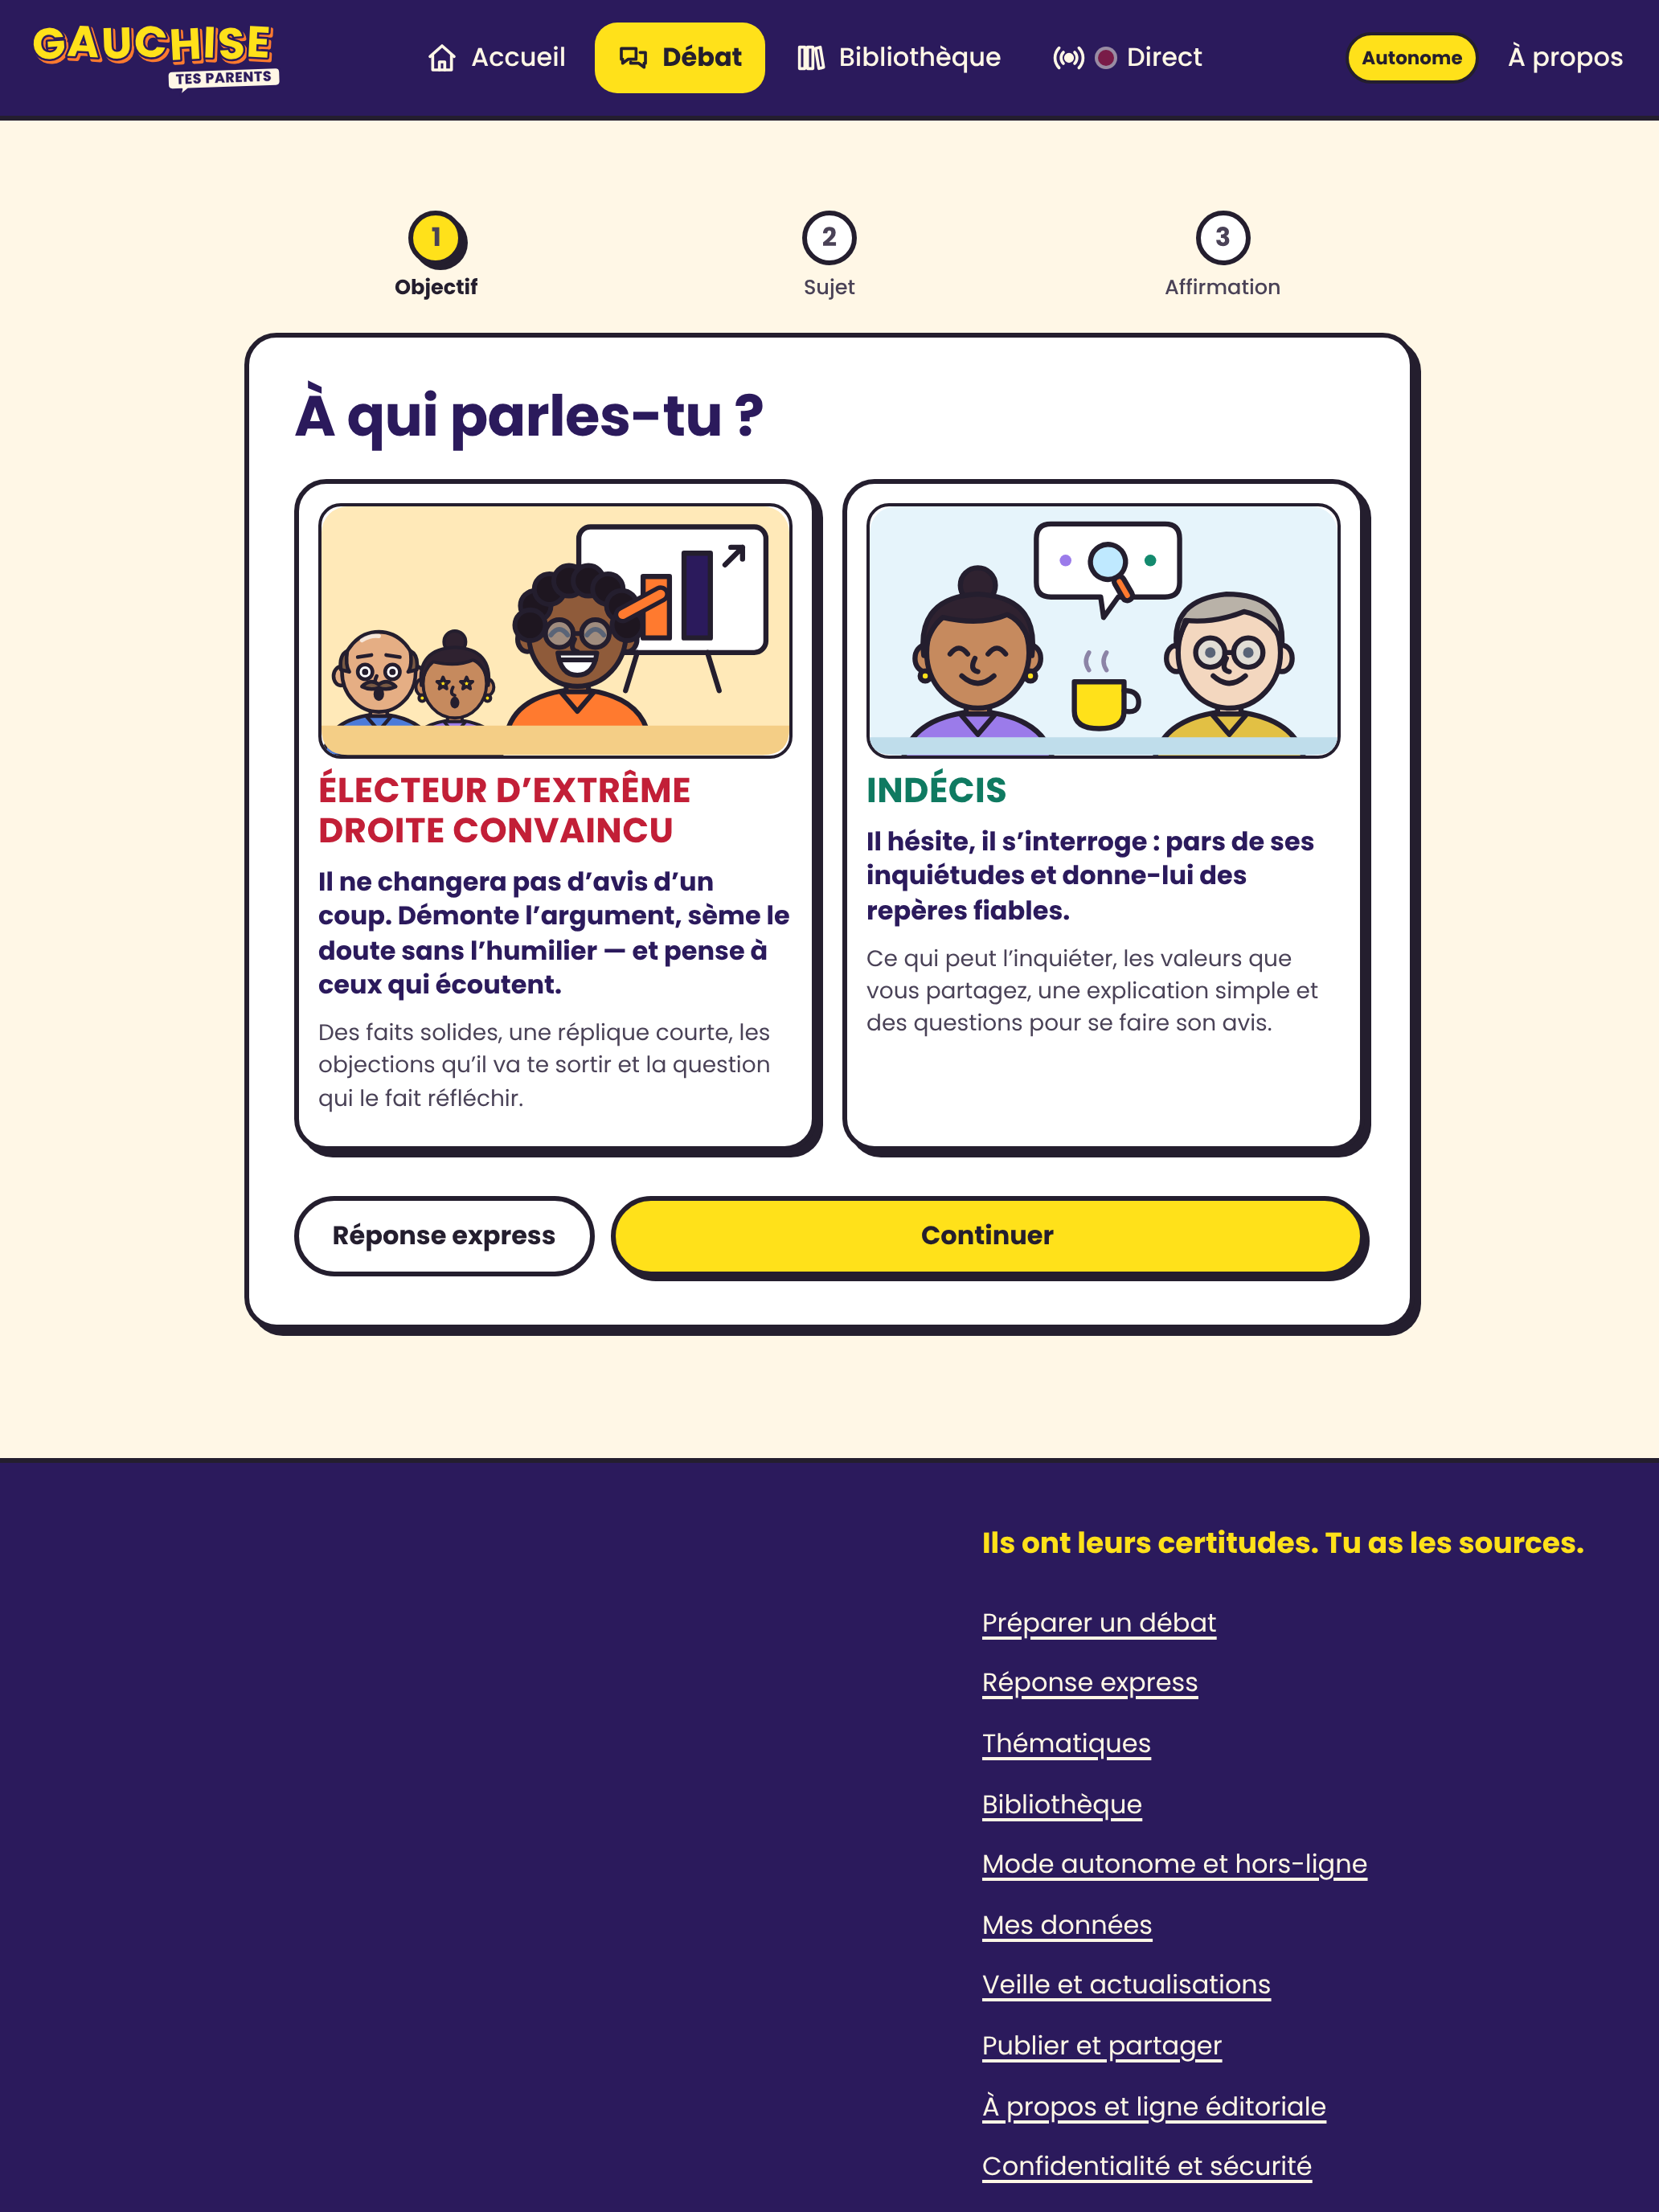 GAUCHISE
TES PARENTS
Accueil
Débat
Bibliothèque
Direct
Autonome
À propos
1
Objectif
2
Sujet
3
Affirmation
À qui parles-tu ?
ÉLECTEUR D’EXTRÊME
DROITE CONVAINCU
Il ne changera pas d’avis d’un
coup. Démonte l’argument, sème le
doute sans l’humilier — et pense à
ceux qui écoutent.
Des faits solides, une réplique courte, les
objections qu’il va te sortir et la question
qui le fait réfléchir.
INDÉCIS
Il hésite, il s’interroge : pars de ses
inquiétudes et donne-lui des
repères fiables.
Ce qui peut l’inquiéter, les valeurs que
vous partagez, une explication simple et
des questions pour se faire son avis.
Réponse express
Continuer
Ils ont leurs certitudes. Tu as les sources.
Préparer un débat
Réponse express
Thématiques
Bibliothèque
Mode autonome et hors-ligne
Mes données
Veille et actualisations
Publier et partager
À propos et ligne éditoriale
Confidentialité et sécurité